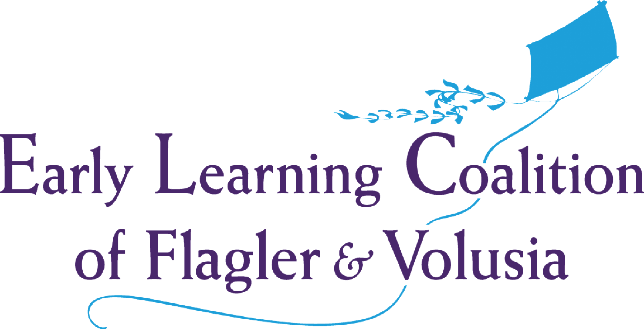 Early Learning Coalition
of Flagler & Volusia